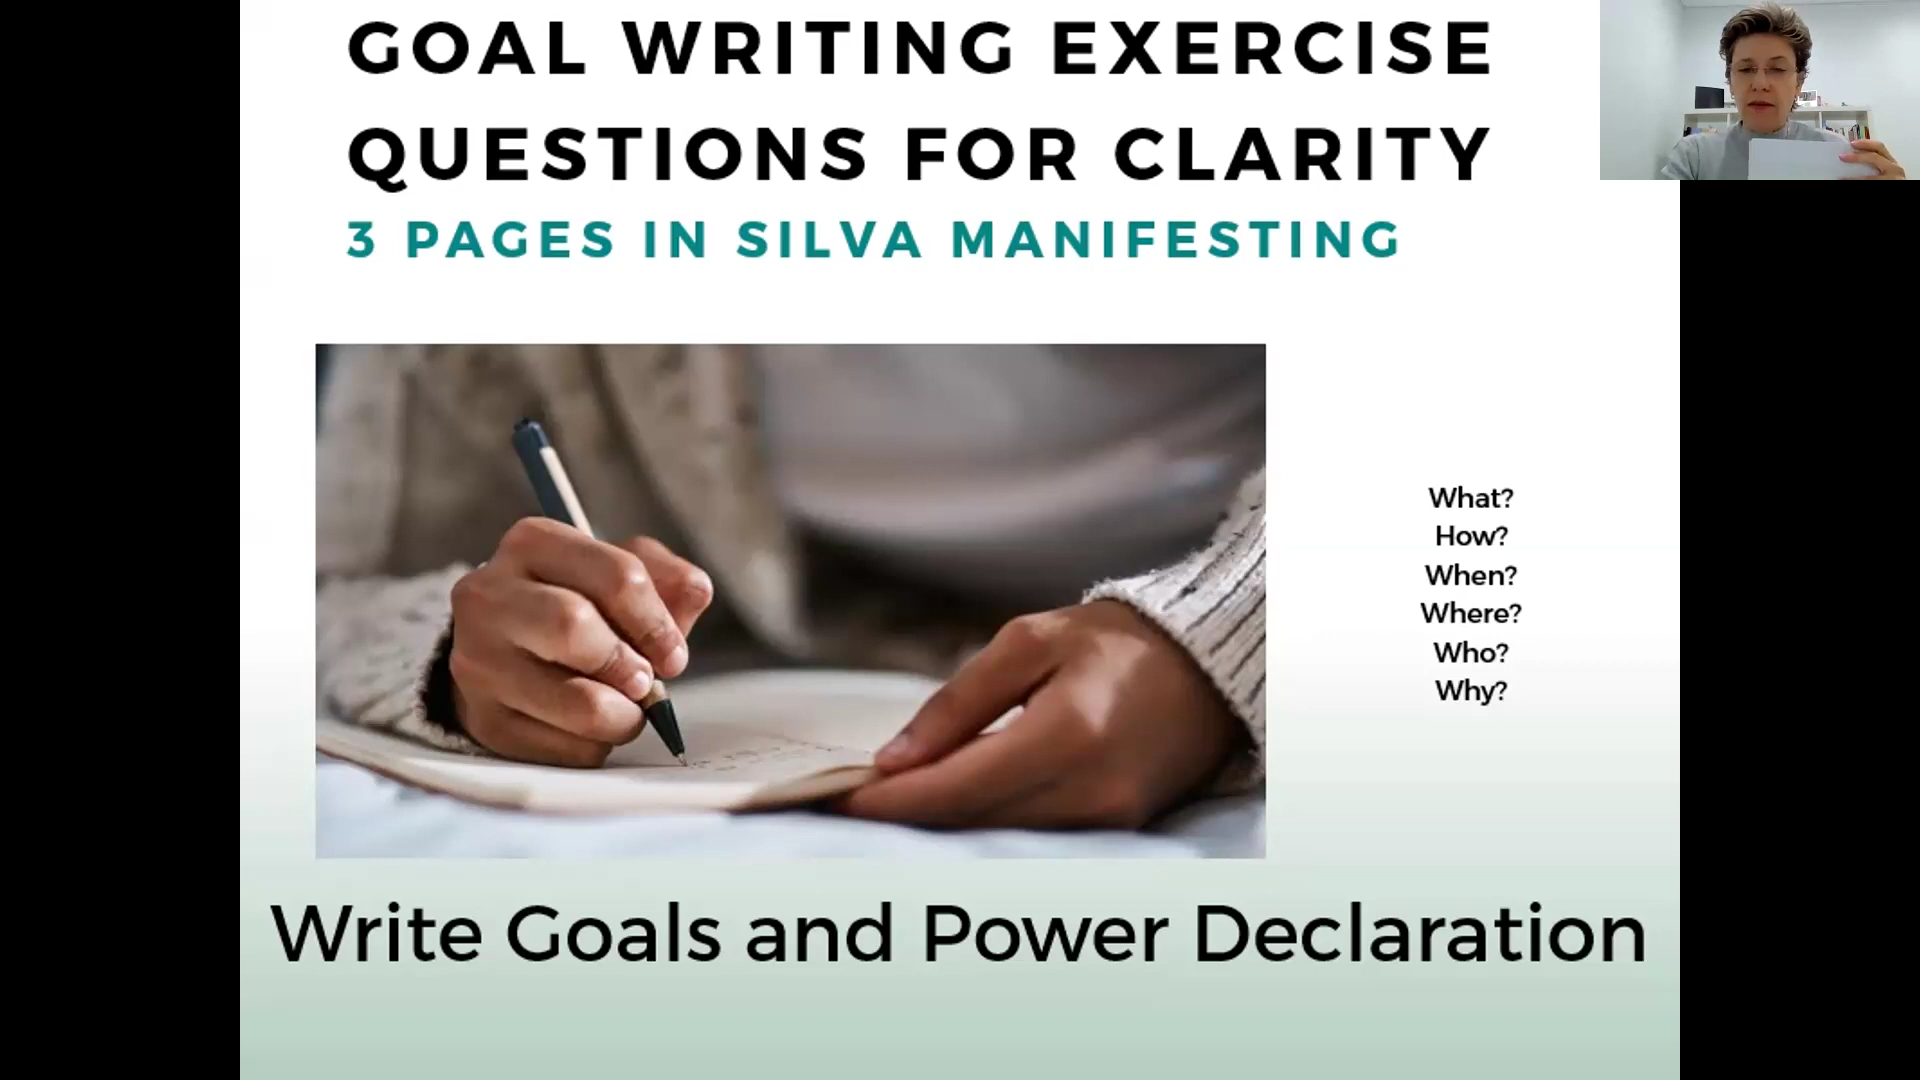 GOAL WRITING EXERCISE
QUESTIONS FOR CLARITY
3 PAGES IN SILVA MANIFESTING
What?
How?
When?
Where?
Who?
Why?
Write Goals and Power Declaration